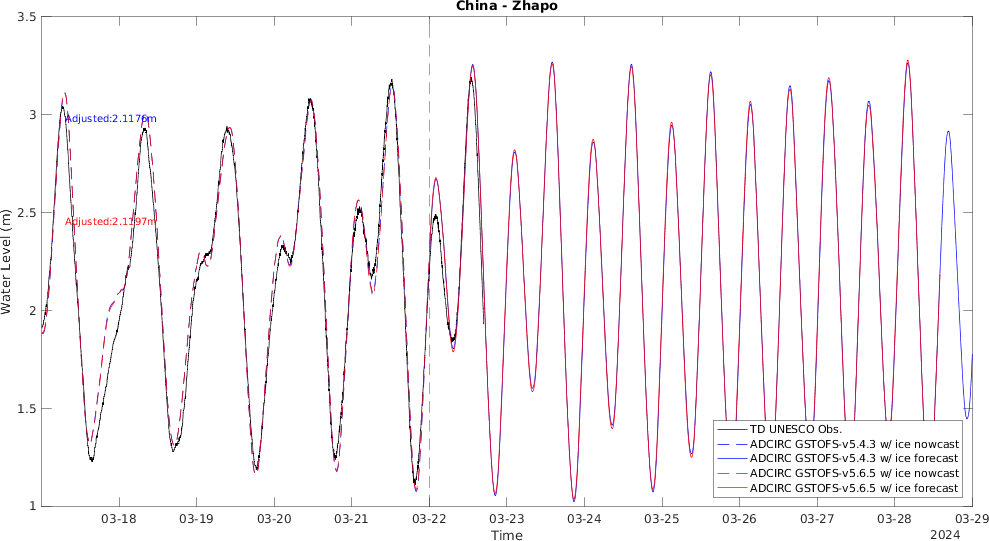 China - Zhapo
3.5
3
2.5
2
1.5
1
Water Level (m)
Adjusted:2.1176m
Adjusted:2.1197m
TD UNESCO Obs.
ADCIRC GSTOFS-v5.4.3 w/ ice nowcast
ADCIRC GSTOFS-v5.4.3 w/ ice forecast
ADCIRC GSTOFS-v5.6.5 w/ ice nowcast
ADCIRC GSTOFS-v5.6.5 w/ ice forecast
03-18 03-19 03-20 03-21 03-22 03-23 03-24 03-25 03-26 03-27 03-28 03-29
Time
2024